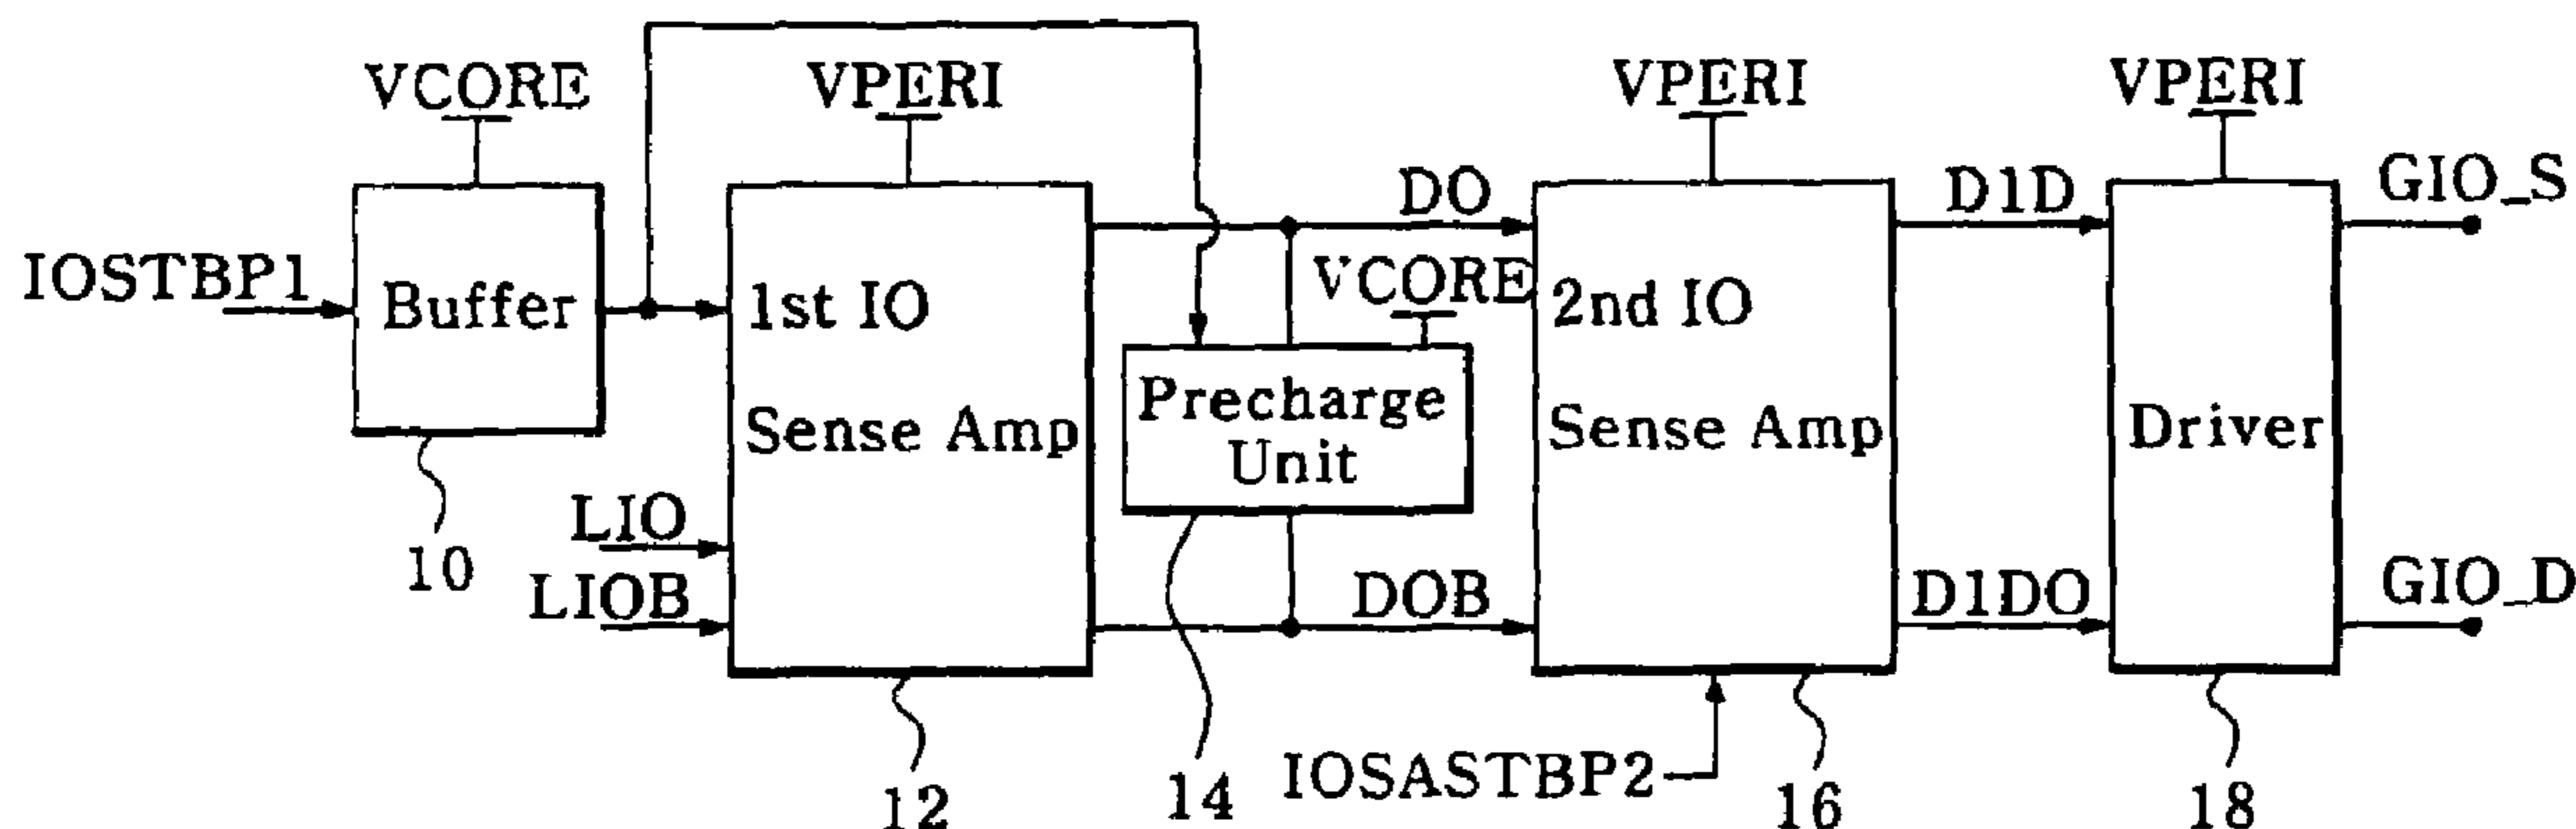 VCORE
VPERI
VPERI
VPERI
IOSTBP1
Buffer
1st IO
Sense Amp
LIO
LIOB
DO
VCORE
Precharge
Unit
DOB
2nd IO
Sense Amp
IOSASTBP2
D1D
D1DO
Driver
GIO_S
GIO_D
10
12
14
16
18